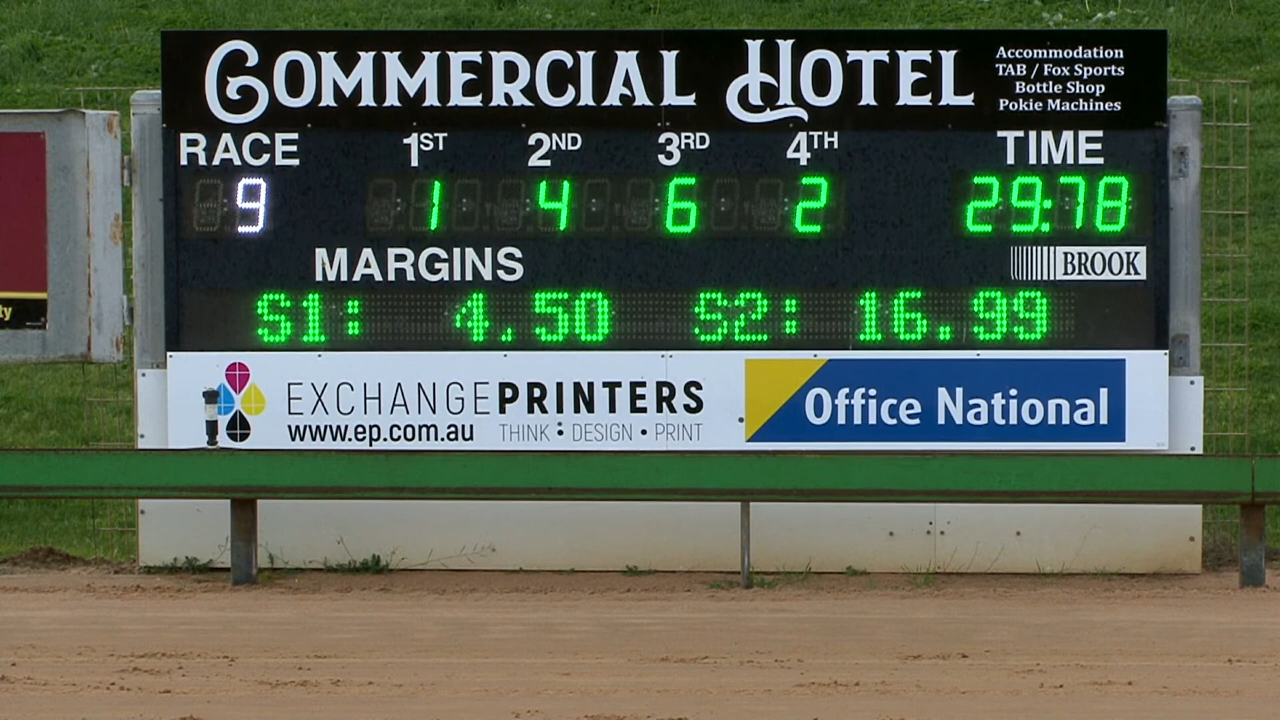 COMMERCIAL HOTEL
Accommodation
TAB / Fox Sports
Bottle Shop
Pokie Machines
RACE 1ST 2ND 3RD 4TH TIME
9 1 4 6 2 29:78
MARGINS
BROOK
S1: 4.50 S2: 16.99
EXCHANGEPRINTERS
www.ep.com.au THINK : DESIGN • PRINT
Office National
ty